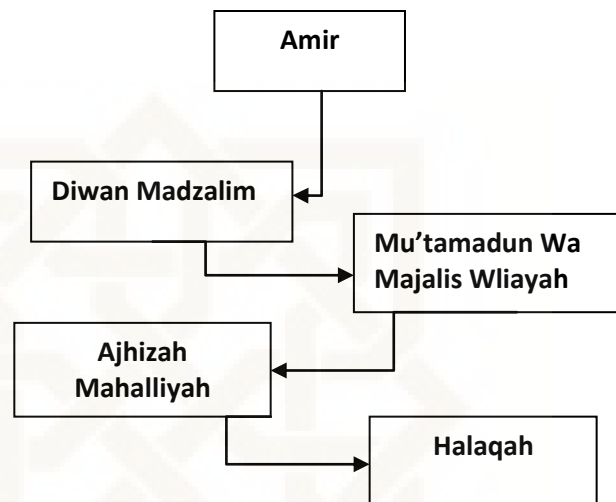 Amir
Diwan Madzalim
Mu'tamadun Wa
Majalis Wliayah
Ajhizah
Mahalliyah
Halaqah